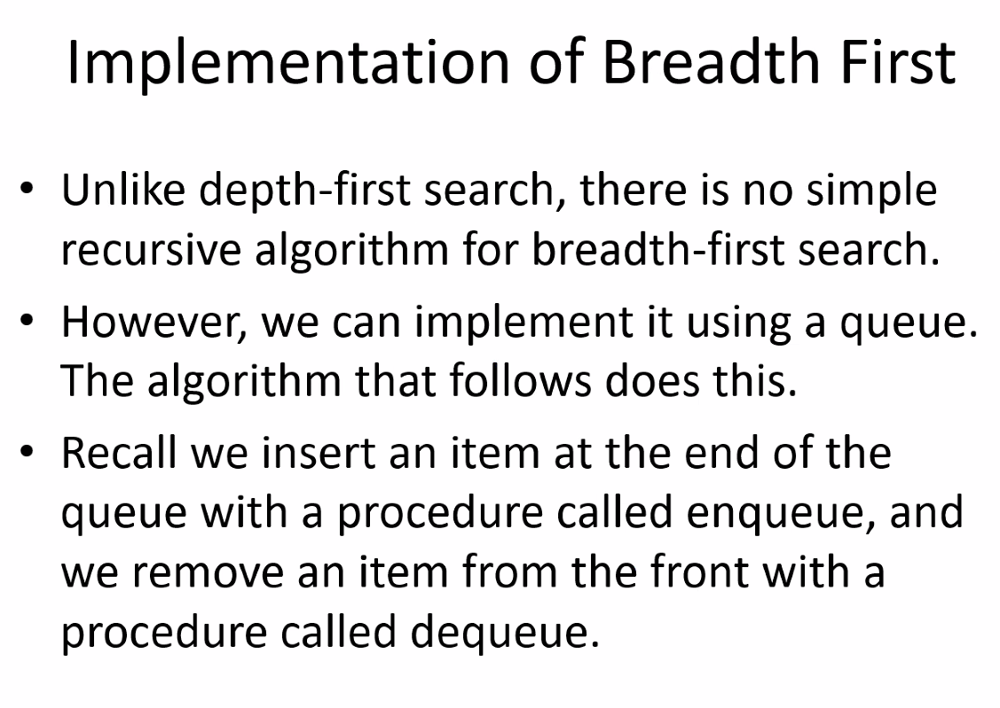 Implementation of Breadth First
• Unlike depth-first search, there is no simple
recursive algorithm for breadth-first search.
• However, we can implement it using a queue.
The algorithm that follows does this.
• Recall we insert an item at the end of the
queue with a procedure called enqueue, and
we remove an item from the front with a
procedure called dequeue.